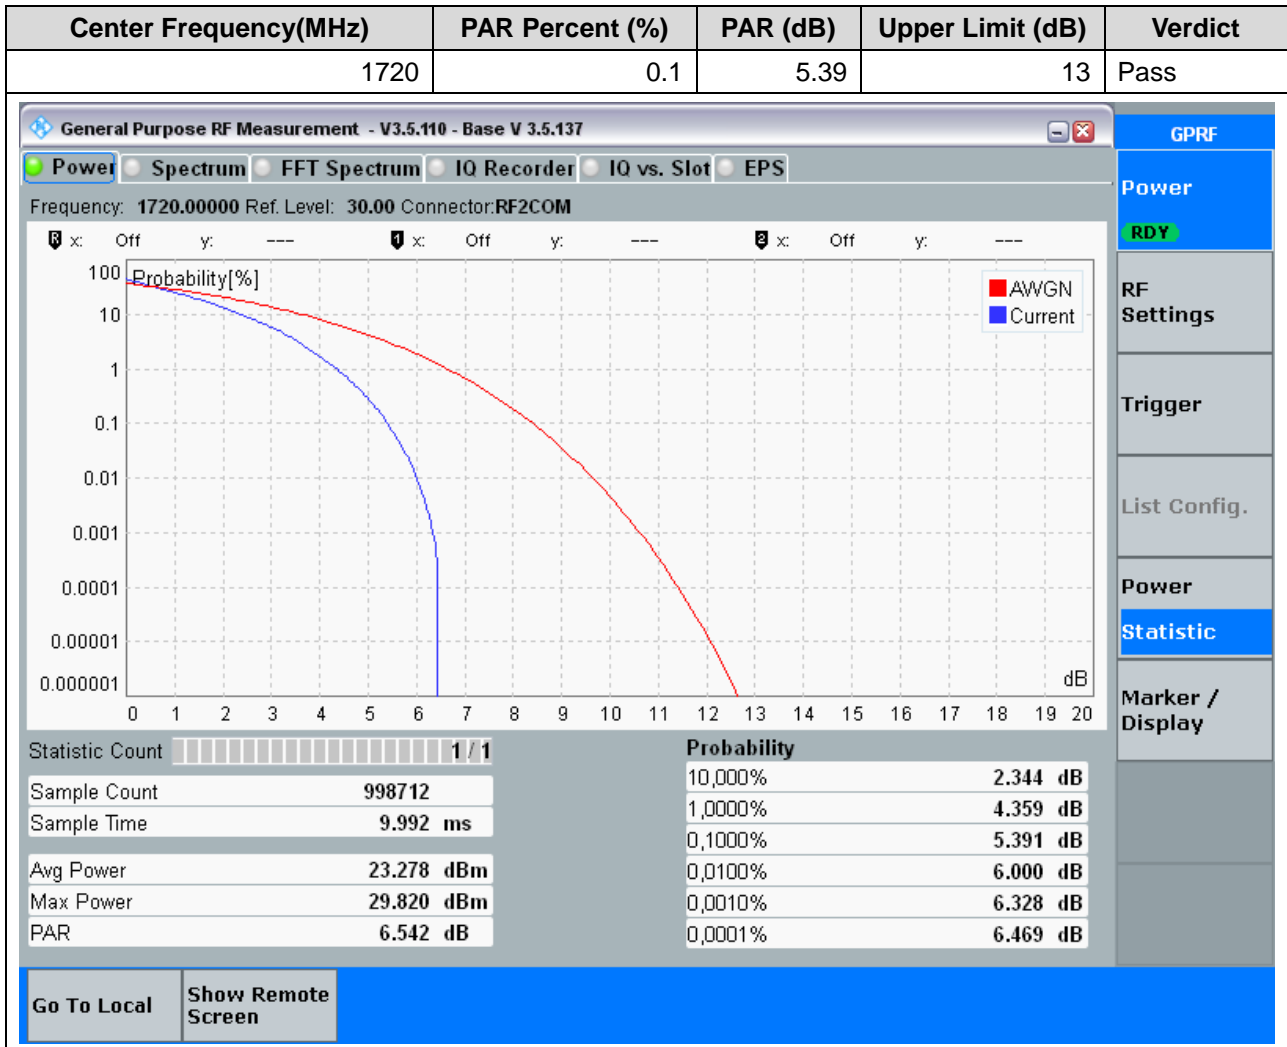 Center Frequency(MHz) PAR Percent (%) PAR (dB) Upper Limit (dB) Verdict
1720 0.1 5.39 13 Pass
General Purpose RF Measurement - V3.5.110 - Base V 3.5.137
GPRF
Power Spectrum FFT Spectrum IQ Recorder IQ vs. Slot EPS
Power
RDY
Frequency: 1720.00000 Ref. Level: 30.00 Connector:RF2COM
R x: Off y: --- 1 x: Off y: --- 2 x: Off y: ---
Probability[%]
AWGN
Current
100
10
1
0.1
0.01
0.001
0.0001
0.00001
0.000001
dB
0 1 2 3 4 5 6 7 8 9 10 11 12 13 14 15 16 17 18 19 20
RF
Settings
Trigger
List Config.
Power
Statistic
Marker /
Display
Statistic Count 1 / 1
Sample Count 998712
Sample Time 9.992 ms
Avg Power 23.278 dBm
Max Power 29.820 dBm
PAR 6.542 dB
Probability
10,000% 2.344 dB
1,0000% 4.359 dB
0,1000% 5.391 dB
0,0100% 6.000 dB
0,0010% 6.328 dB
0,0001% 6.469 dB
Go To Local
Show Remote
Screen